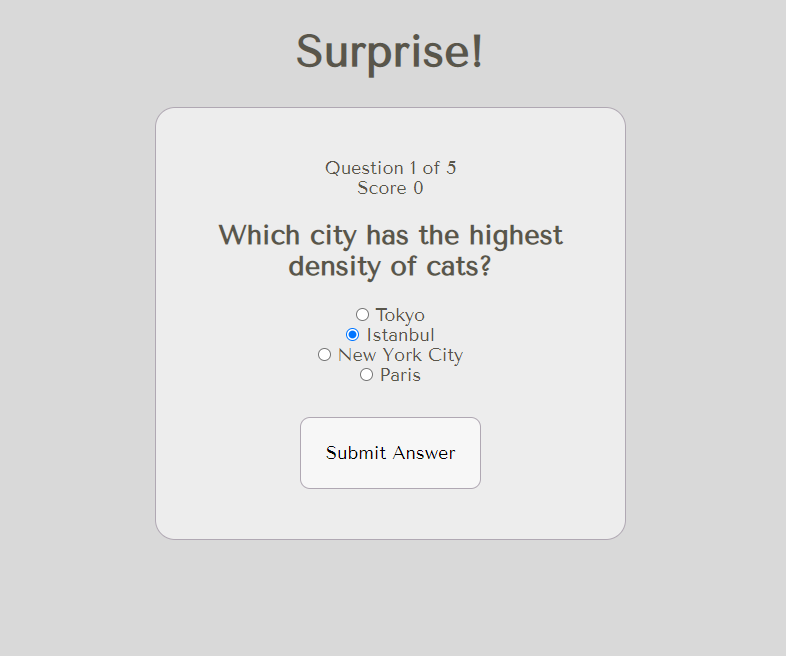 Surprise!
Question 1 of 5
Score 0
Which city has the highest
density of cats?
Tokyo
Istanbul
New York City
Paris
Submit Answer